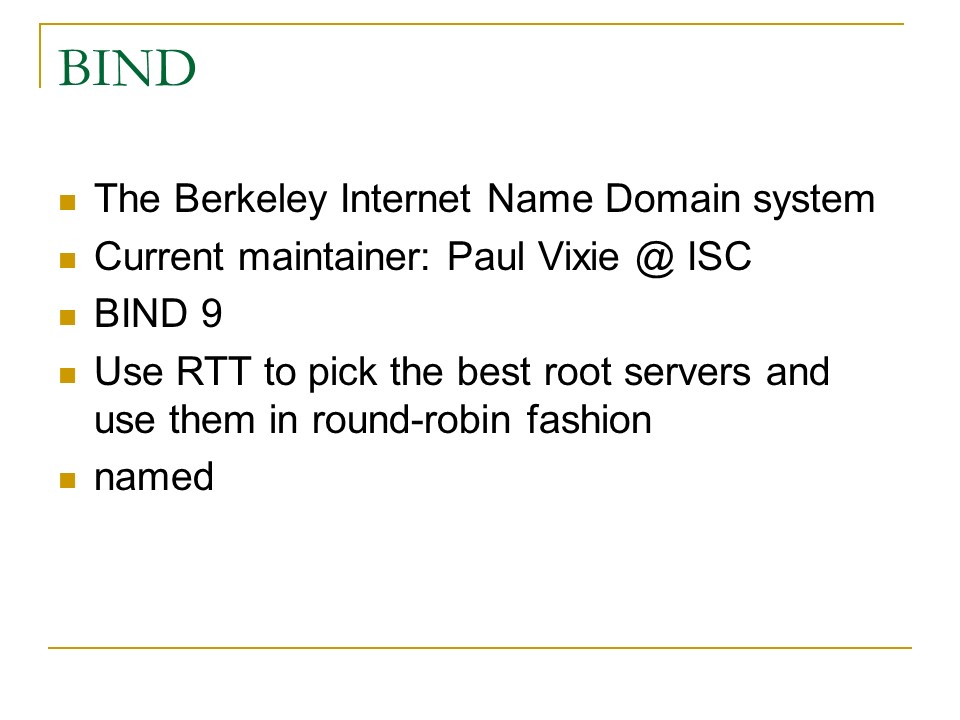 BIND
The Berkeley Internet Name Domain system
Current maintainer: Paul Vixie @ ISC
BIND 9
Use RTT to pick the best root servers and
use them in round-robin fashion
named